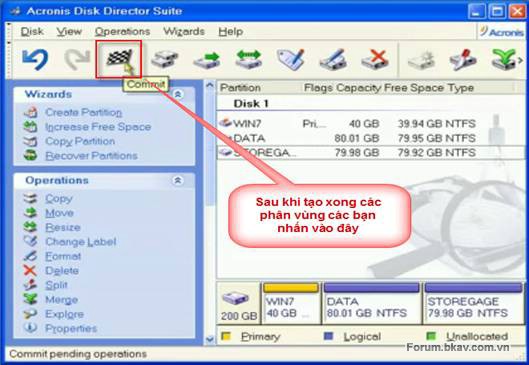 Acronis Disk Director Suite
Disk View Operations Wizards Help
Acronis
Commit
Wizards
Create Partition
Increase Free Space
Copy Partition
Recover Partitions
Operations
Copy
Move
Resize
Change Label
Format
Delete
Split
Merge
Explore
Properties
Partition Flags Capacity Free Space Type
Disk 1
WIN7 Pri... 40 GB 39.94 GB NTFS
DATA 80.01 GB 79.95 GB NTFS
STOREGA... 79.98 GB 79.92 GB NTFS
Sau khi tạo xong các
phân vùng các bạn
nhấn vào đây
200 GB
WIN7
40 GB ...
DATA
80.01 GB NTFS
STOREGAGE
79.98 GB NTFS
Primary Logical Unallocated
Forum.bkav.com.vn
Commit pending operations